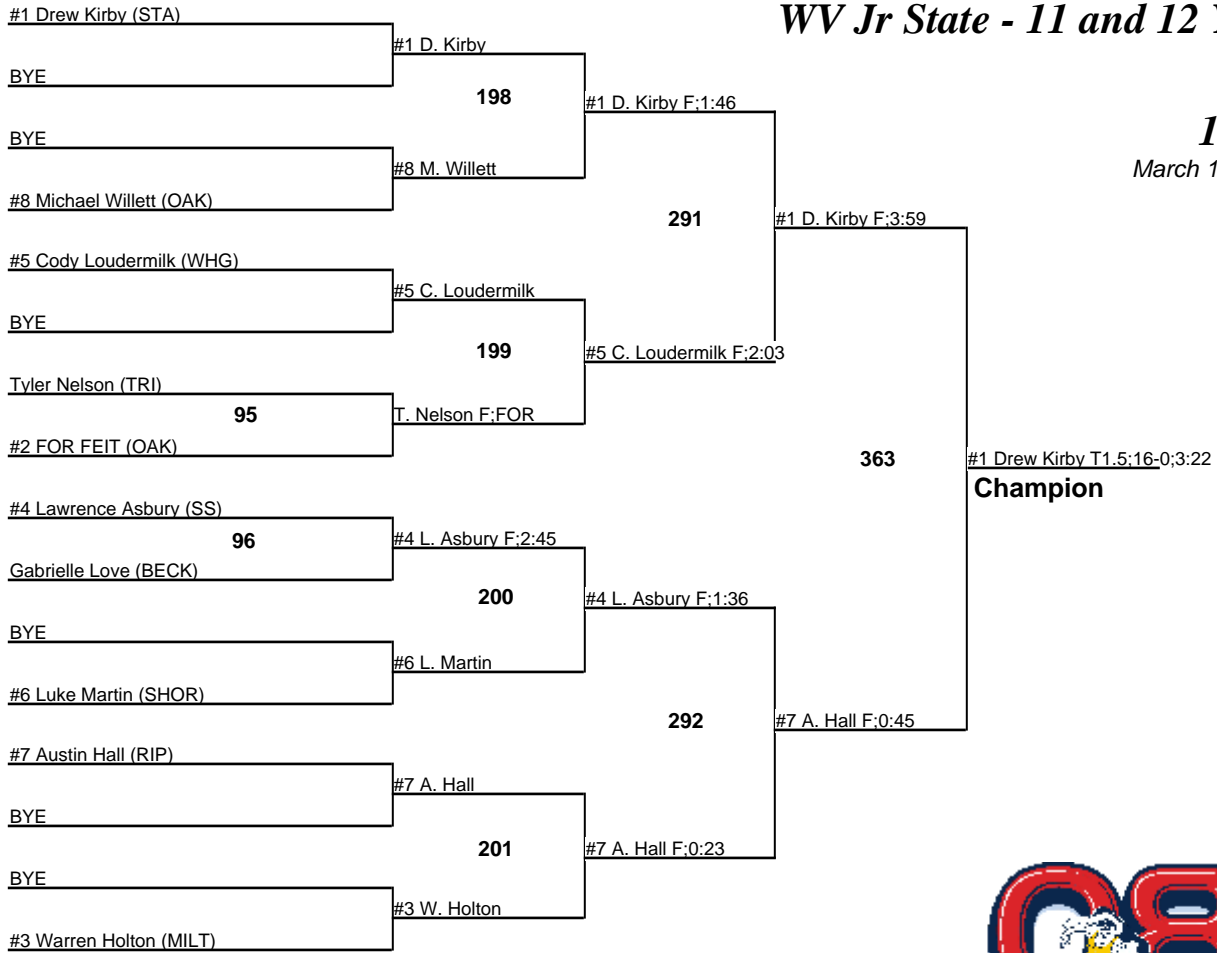 WV Jr State - 11 and 12 Y
1
March 1
#1 Drew Kirby (STA)
BYE
BYE
#8 Michael Willett (OAK)
#5 Cody Loudermilk (WHG)
BYE
Tyler Nelson (TRI)
95
#2 FOR FEIT (OAK)
#4 Lawrence Asbury (SS)
96
Gabrielle Love (BECK)
BYE
#6 Luke Martin (SHOR)
#7 Austin Hall (RIP)
BYE
BYE
#3 Warren Holton (MILT)
#1 D. Kirby
198
#8 M. Willett
#5 C. Loudermilk
199
T. Nelson F;FOR
#4 L. Asbury F;2:45
200
#6 L. Martin
#7 A. Hall
201
#3 W. Holton
#1 D. Kirby F;1:46
291
#5 C. Loudermilk F;2:03
#4 L. Asbury F;1:36
292
#7 A. Hall F;0:23
#1 D. Kirby F;3:59
363
#7 A. Hall F;0:45
#1 Drew Kirby T1.5;16-0;3:22
Champion